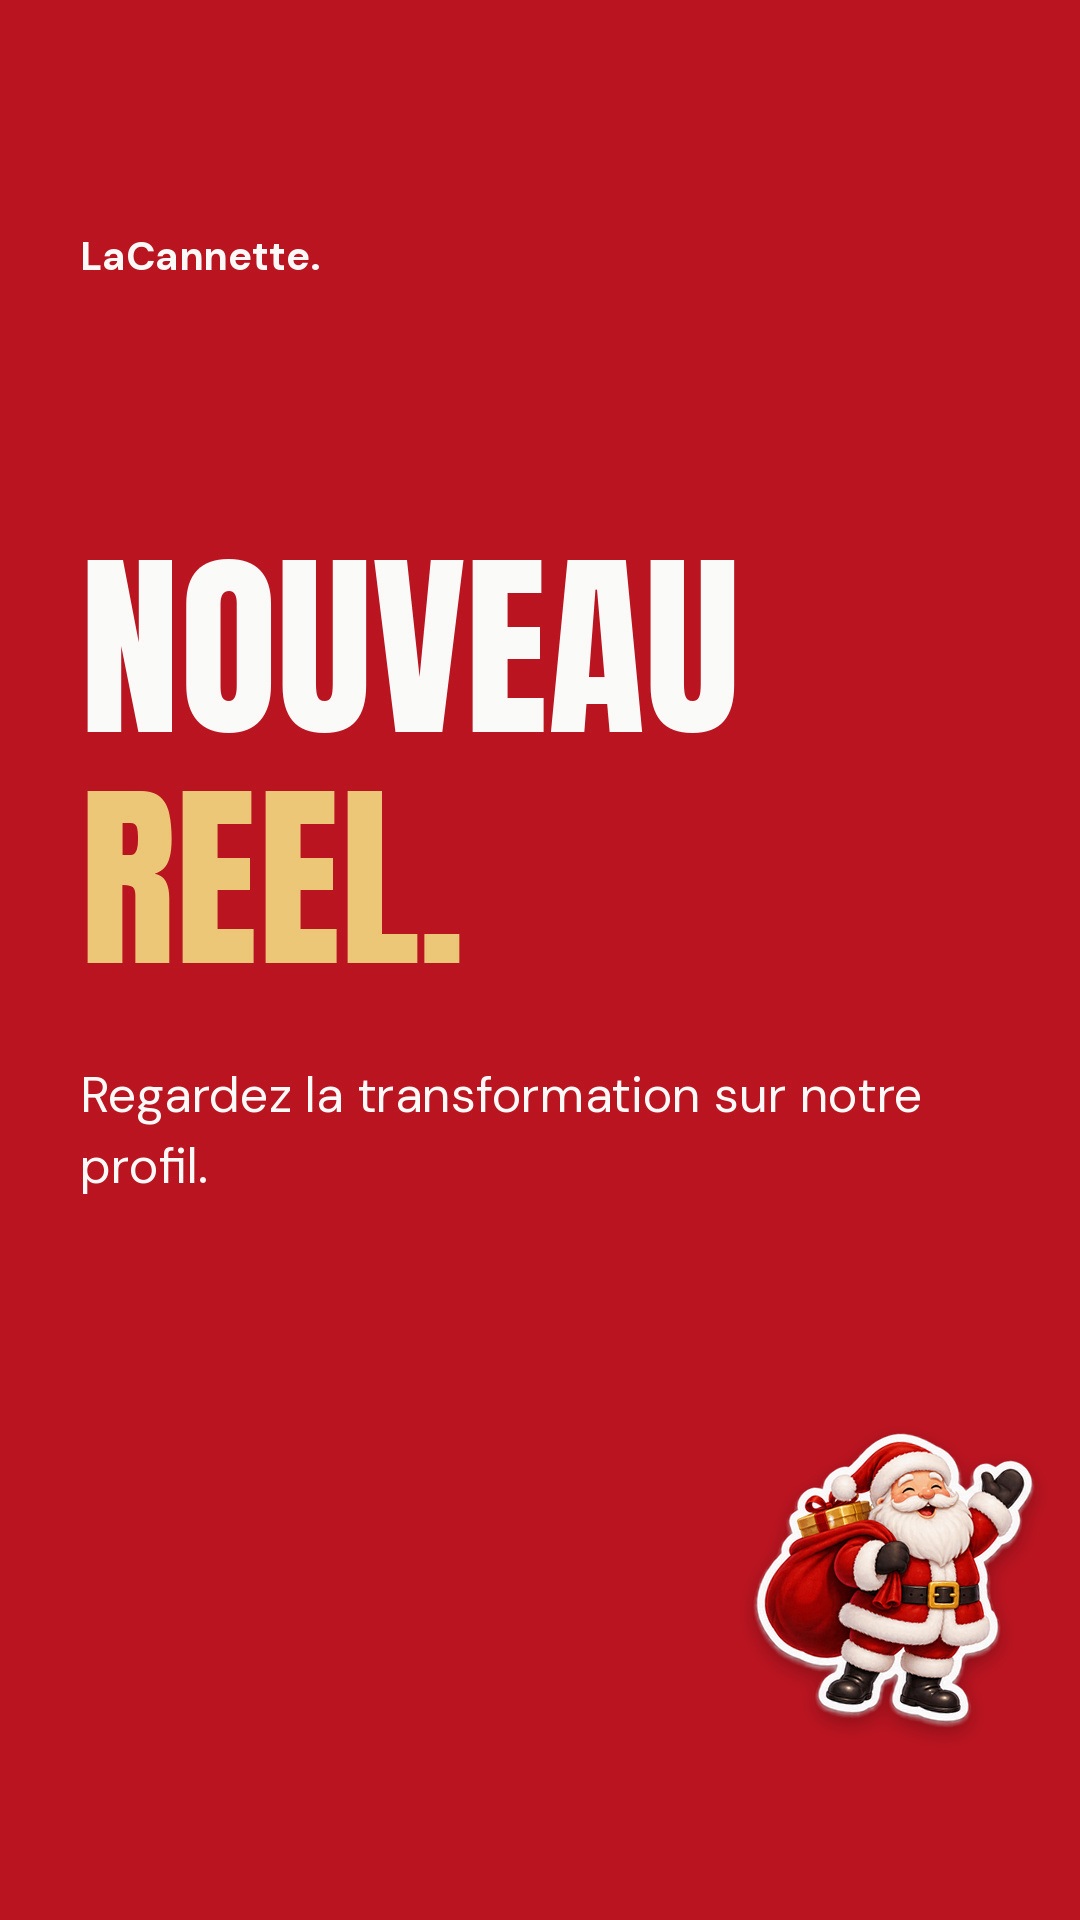 LaCannette.
NOUVEAU
REEL.
Regardez la transformation sur notre
profil.